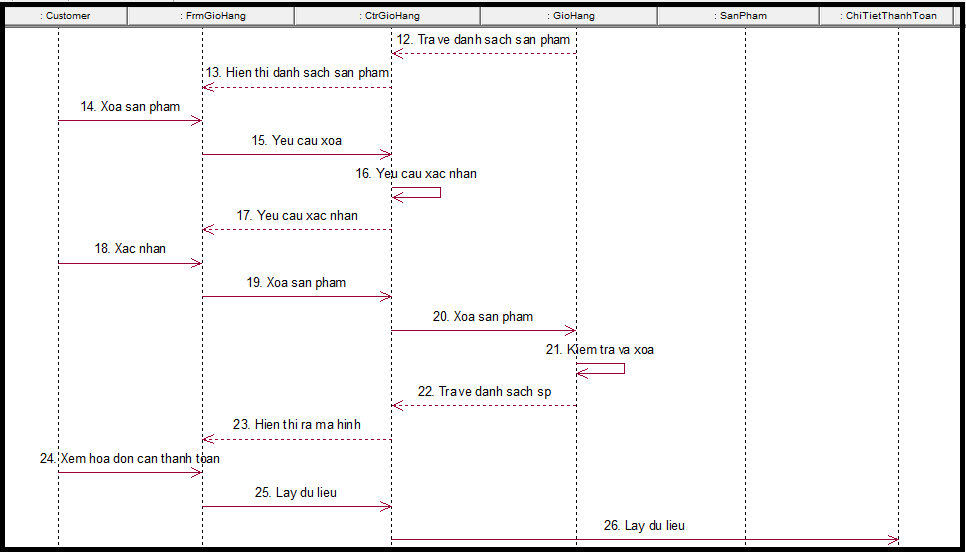 : Customer
: FrmGioHang
: CtrGioHang
: GioHang
: SanPham
: ChiTietThanhToan
12. Tra ve danh sach san pham
13. Hien thi danh sach san pham
14. Xoa san pham
15. Yeu cau xoa
16. Yeu cau xac nhan
17. Yeu cau xac nhan
18. Xac nhan
19. Xoa san pham
20. Xoa san pham
21. Kiem tra va xoa
22. Tra ve danh sach sp
23. Hien thi ra ma hinh
24. Xem hoa don can thanh toan
25. Lay du lieu
26. Lay du lieu